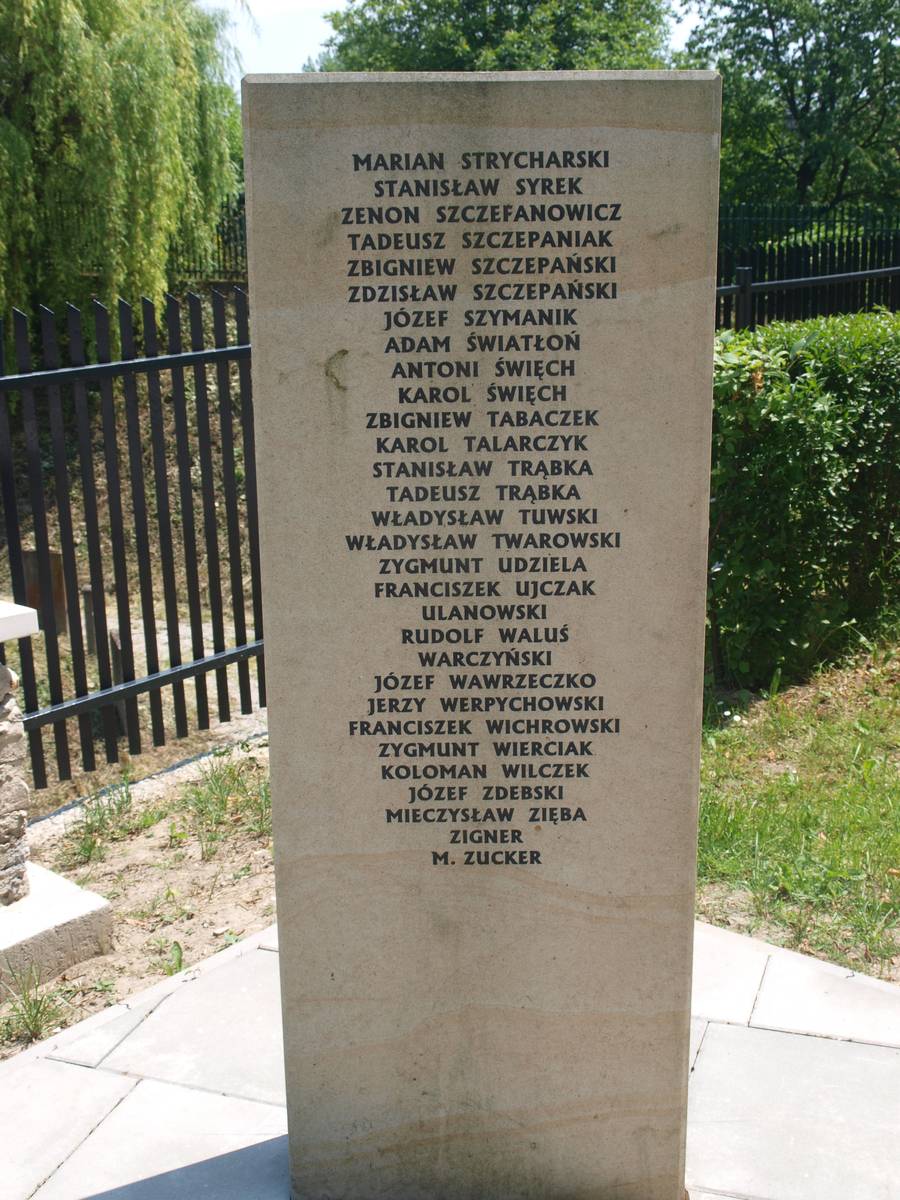 MARIAN STRYCHARSKI
STANISŁAW SYREK
ZENON SZCZEFANOWICZ
TADEUSZ SZCZEPANIAK
ZBIGNIEW SZCZEPAŃSKI
ZDZISŁAW SZCZEPAŃSKI
JÓZEF SZYMANIK
ADAM ŚWIATŁOŃ
ANTONI ŚWIĘCH
KAROL ŚWIĘCH
ZBIGNIEW TABACZEK
KAROL TALARCZYK
STANISŁAW TRĄBKA
TADEUSZ TRĄBKA
WŁADYSŁAW TUWSKI
WŁADYSŁAW TWAROWSKI
ZYGMUNT UDZIELA
FRANCISZEK UJCZAK
ULANOWSKI
RUDOLF WALUŚ
WARCZYŃSKI
JÓZEF WAWRZECZKO
JERZY WERPYCHOWSKI
FRANCISZEK WICHROWSKI
ZYGMUNT WIERCIAK
KOLOMAN WILCZEK
JÓZEF ZDEBSKI
MIECZYSŁAW ZIĘBA
ZIGNER
M. ZUCKER